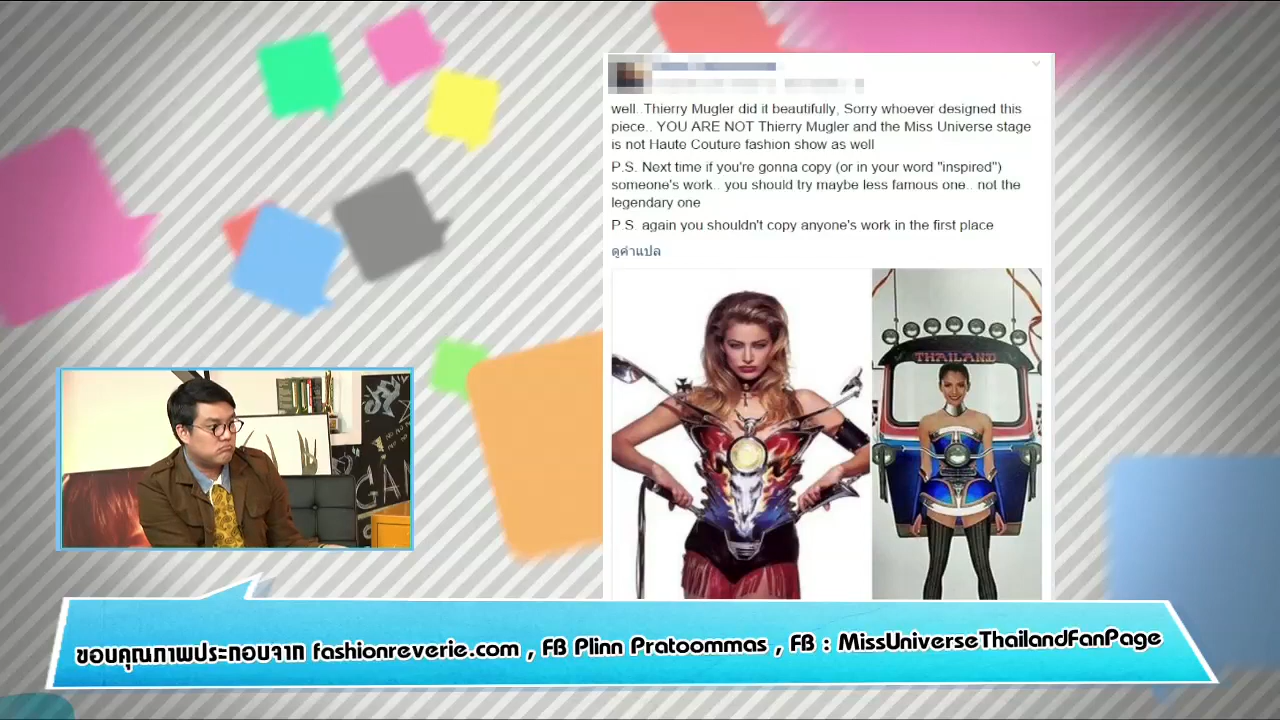 well..Thierry Mugler did it beautifully, Sorry whoever designed this
piece.. YOU ARE NOT Thierry Mugler and the Miss Universe stage
is not Haute Couture fashion show as well
P.S. Next time if you're gonna copy (or in your word "inspired")
someone's work.. you should try maybe less famous one.. not the
legendary one
P.S. again you shouldn't copy anyone's work in the first place
ดูคำแปล
THAILAND
GA
ขอบคุณภาพประกอบจาก fashionreverie.com , FB Plinn Pratoommas , FB : MissUniverseThailandFanPage